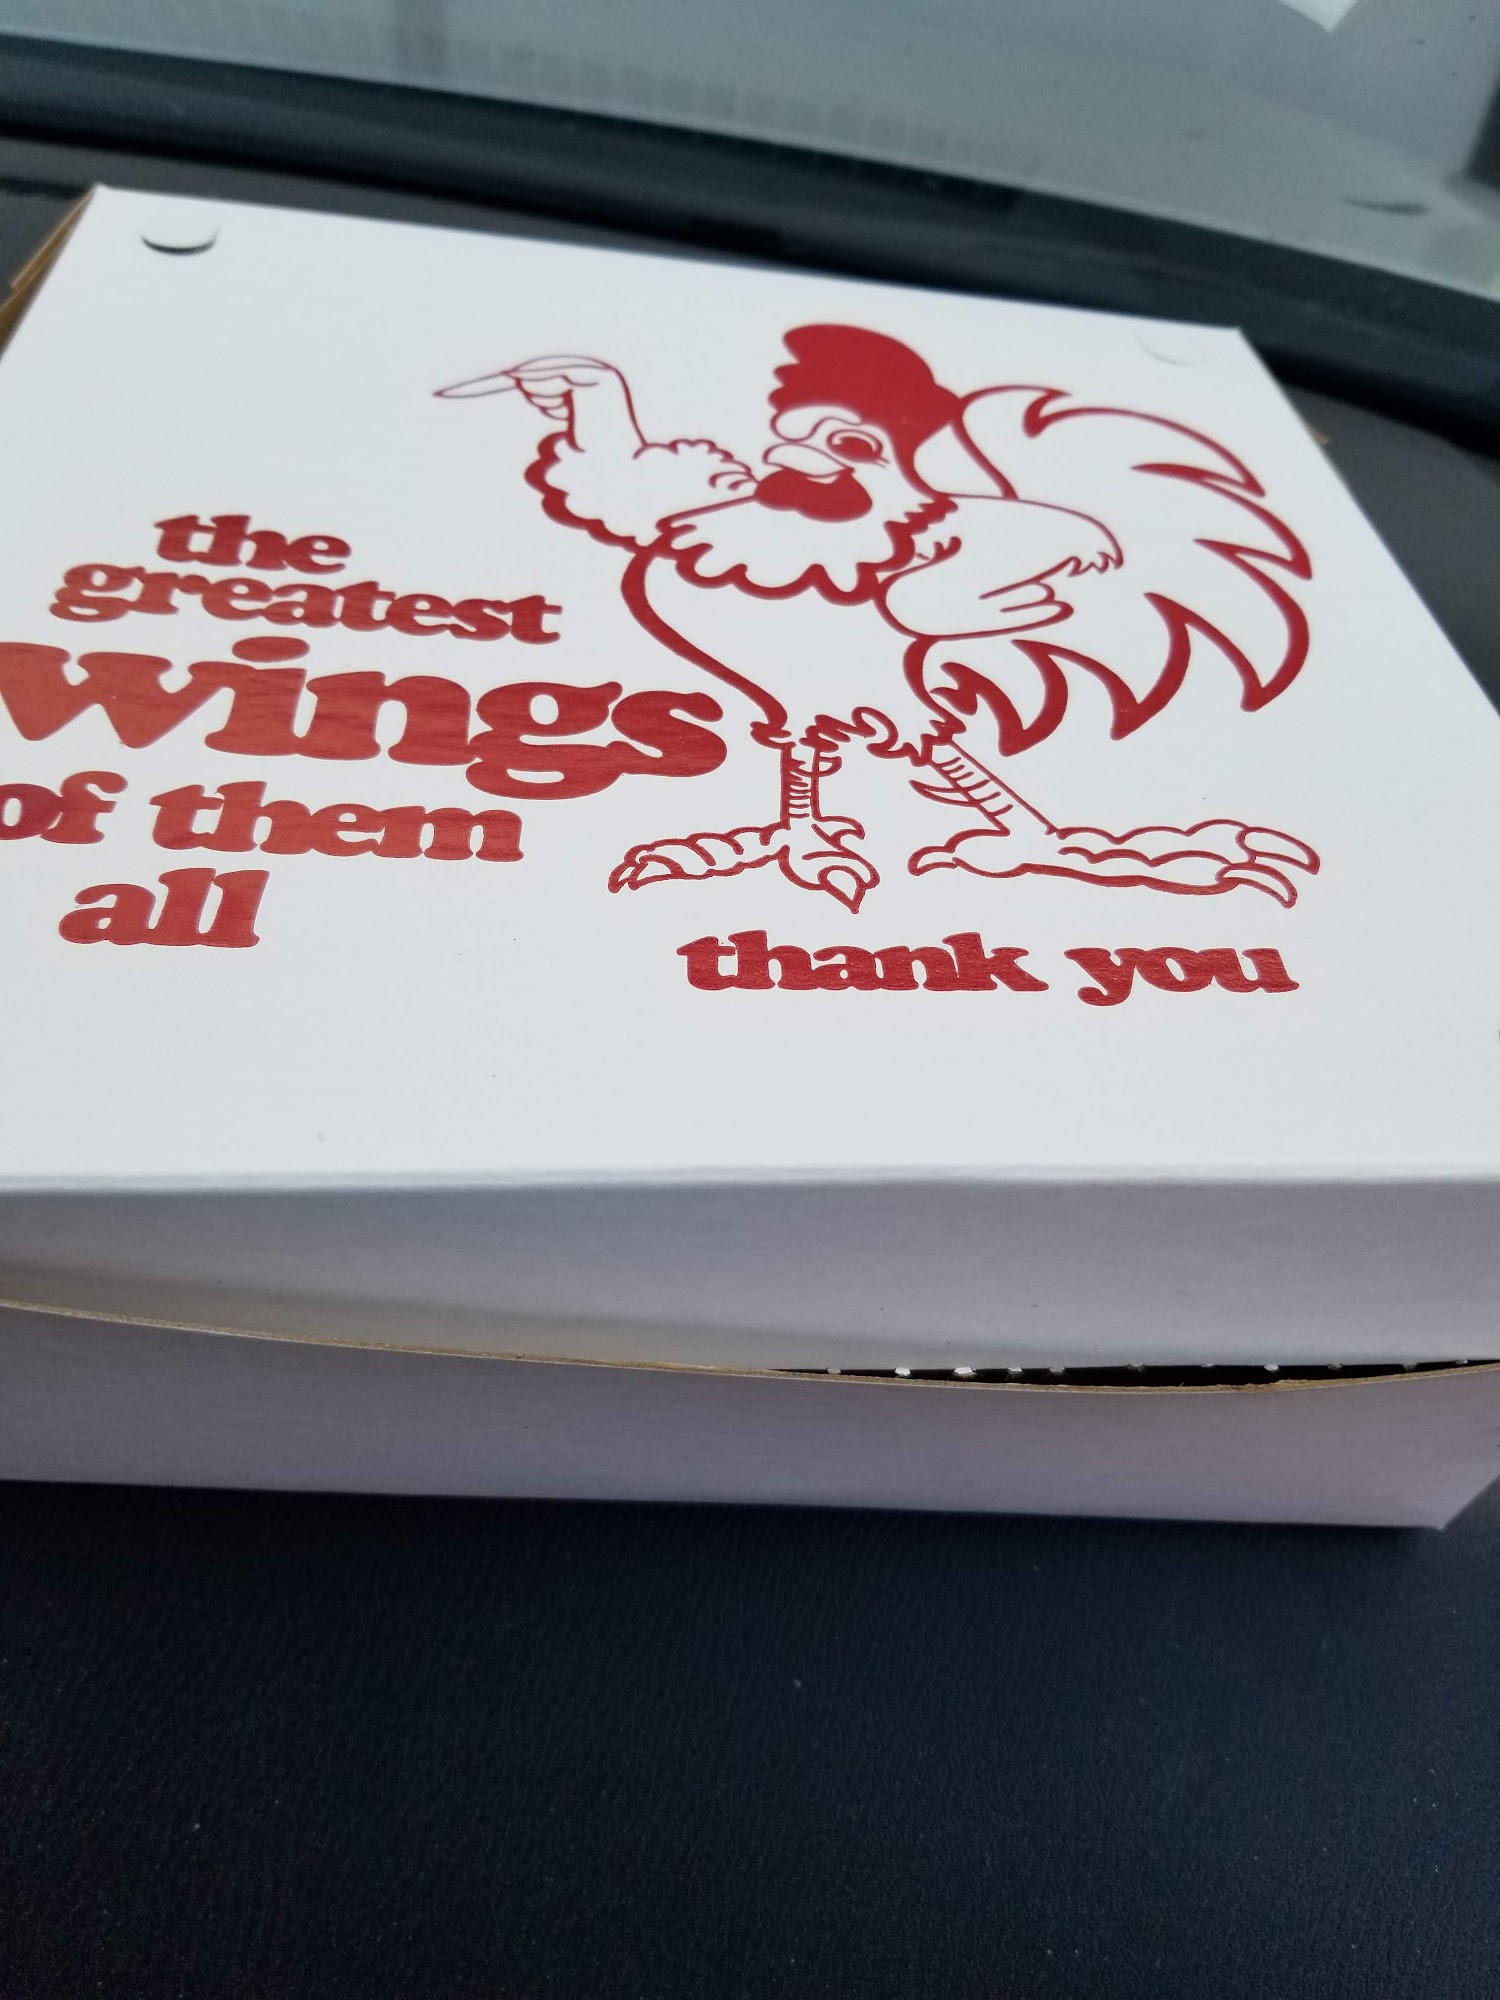 the
greatest
wings
of them
all
thank you